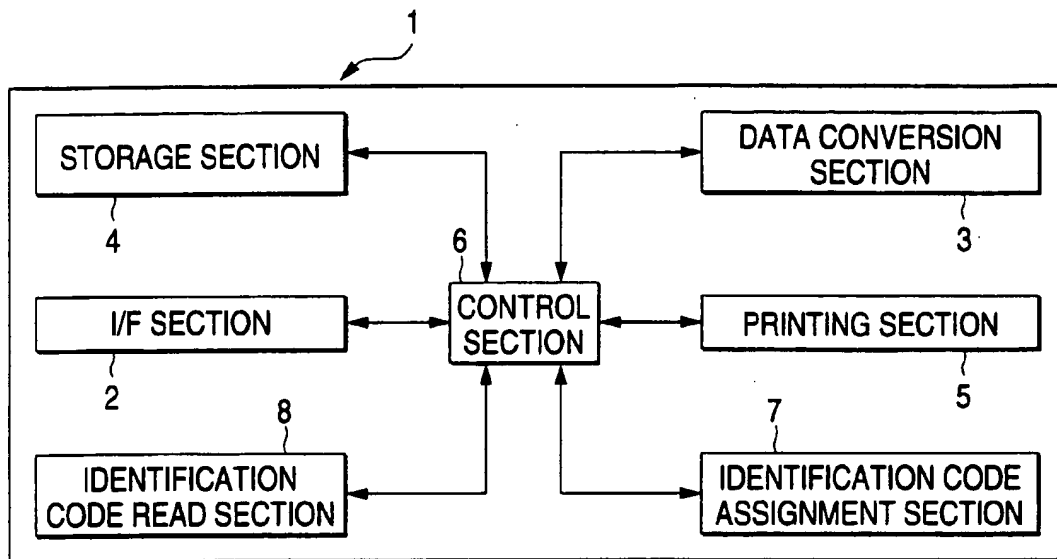 1
STORAGE SECTION
4
DATA CONVERSION
SECTION
3
6
CONTROL
SECTION
I/F SECTION
2
PRINTING SECTION
5
8
IDENTIFICATION
CODE READ SECTION
7
IDENTIFICATION CODE
ASSIGNMENT SECTION